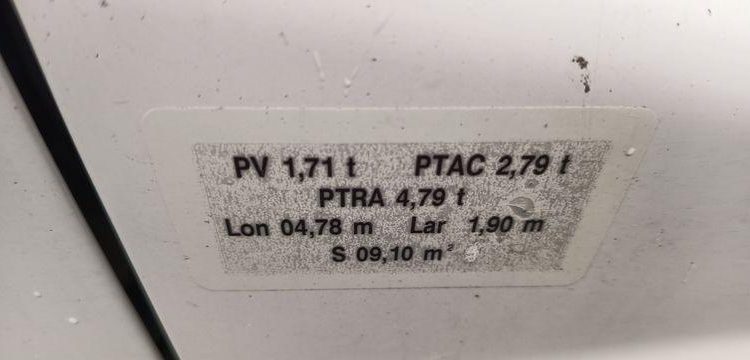 PV 1,71 t PTAC 2,79 t
PTRA 4,79 t
Lon 04,78 m Lar 1,90 m
S 09,10 m²